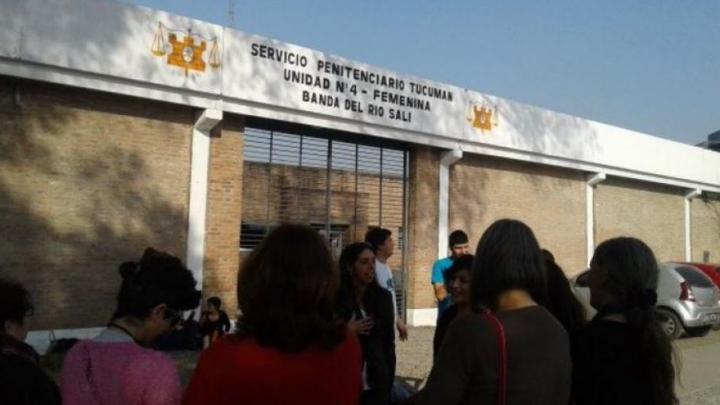 SERVICIO PENITENCIARIO TUCUMAN
UNIDAD N°4 - FEMENINA
BANDA DEL RIO SALI